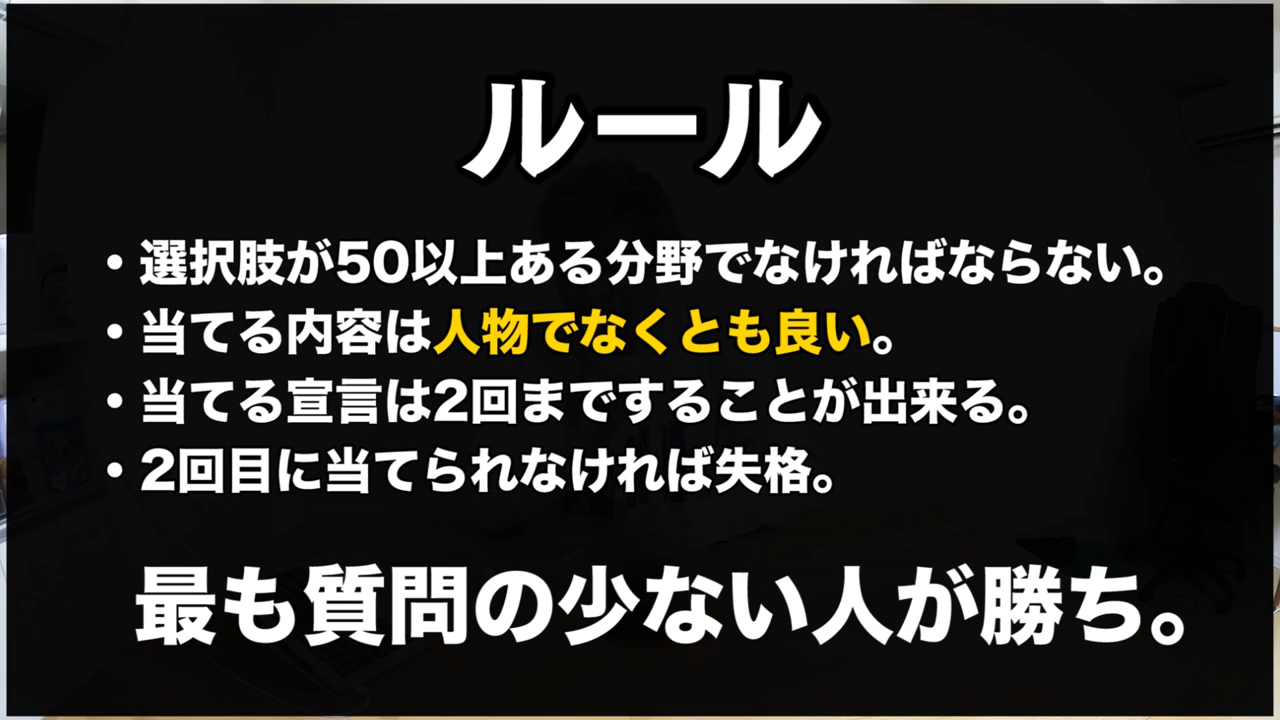 ルール
・選択肢が50以上ある分野でなければならない。
・当てる内容は人物でなくとも良い。
・当てる宣言は2回まですることが出来る。
・2回目に当てられなければ失格。
最も質問の少ない人が勝ち。